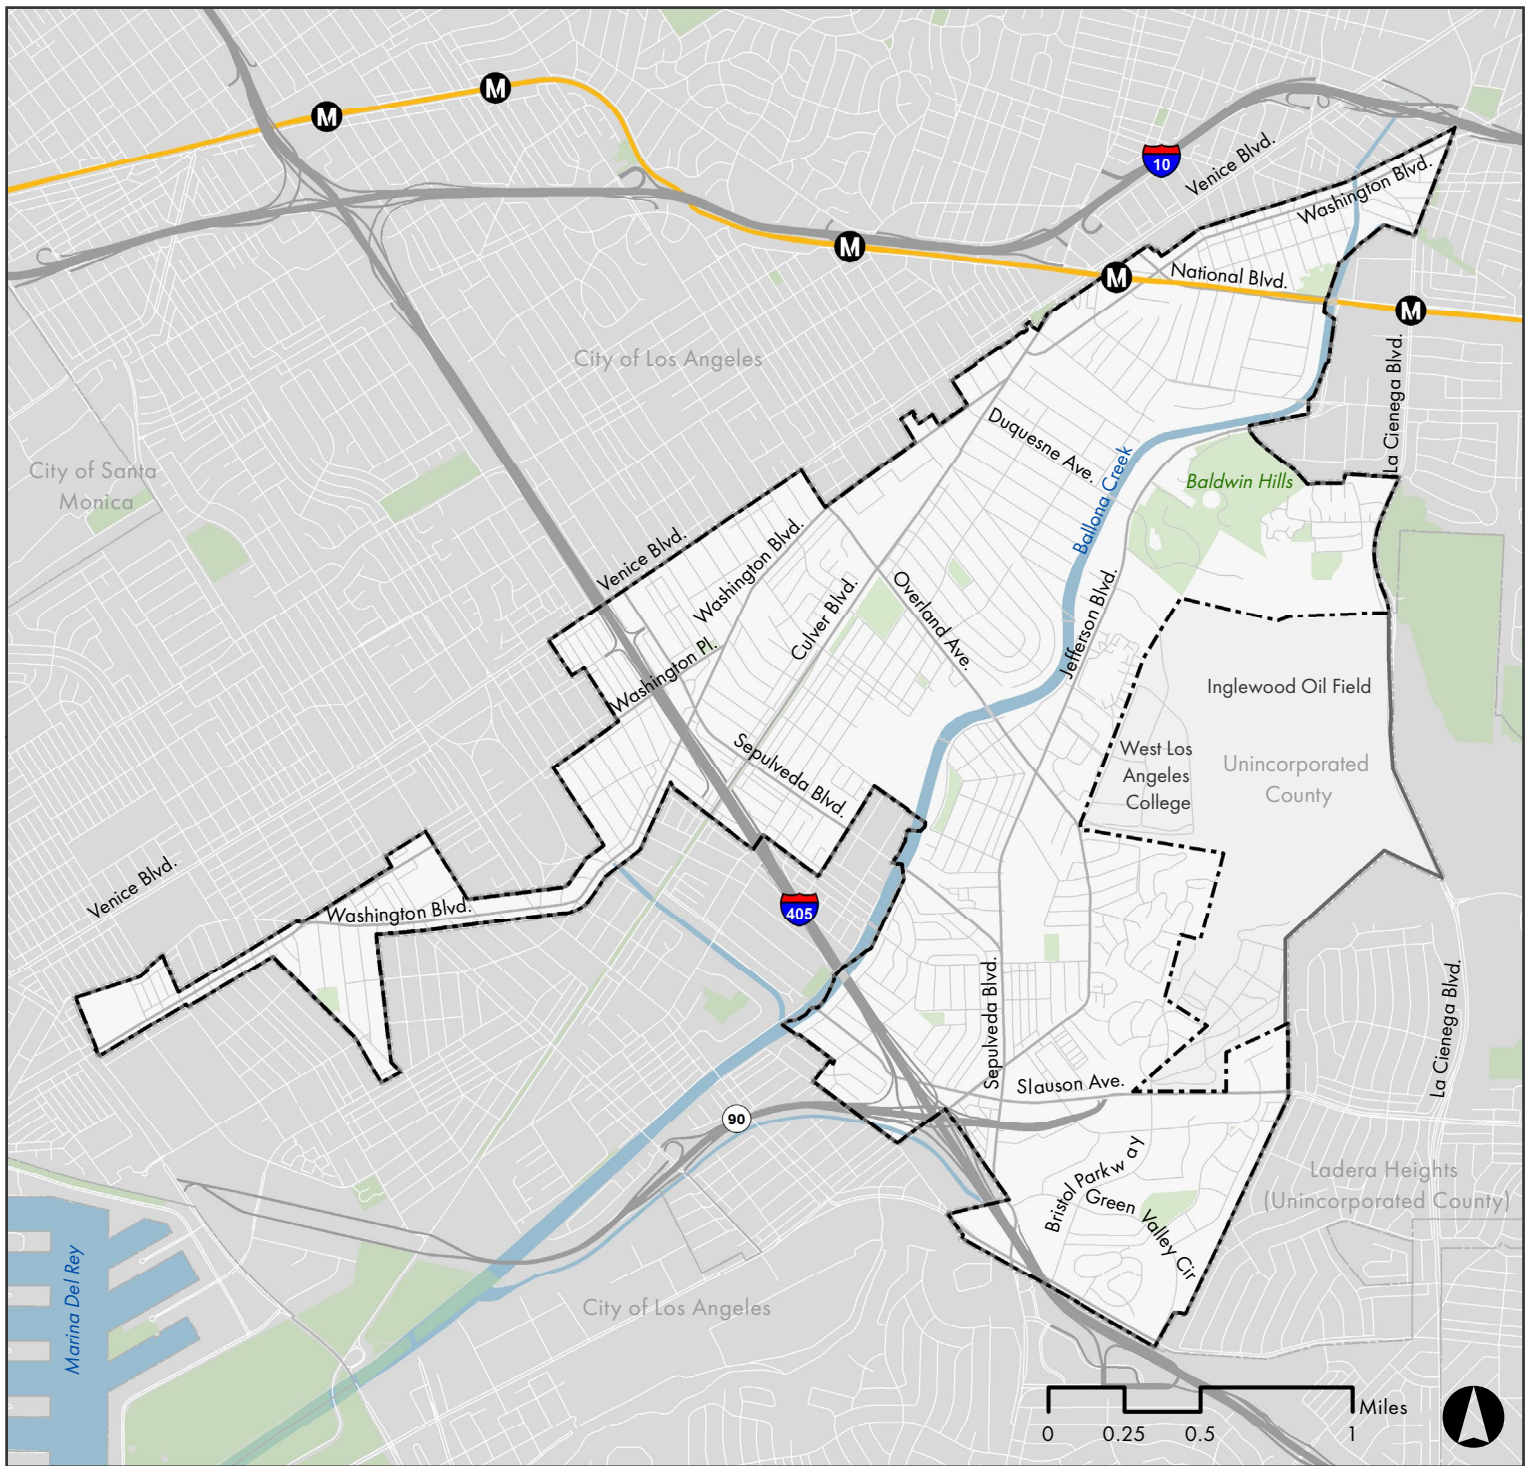 M
M
10
Venice Blvd.
Washington Blvd.
M
M
National Blvd.
M
City of Los Angeles
La Cienega Blvd.
Duquesne Ave.
City of Santa
Monica
Ballona Creek
Baldwin Hills
Venice Blvd.
Washington Blvd.
Culver Blvd.
Overland Ave.
Jefferson Blvd.
Washington Pl.
Inglewood Oil Field
Sepulveda Blvd.
West Los
Angeles
College
Unincorporated
County
Venice Blvd.
Washington Blvd.
405
Sepulveda Blvd.
La Cienega Blvd.
Slauson Ave.
90
Bristol Parkw ay
Green Valley Cir
Ladera Heights
(Unincorporated County)
Marina Del Rey
City of Los Angeles
Miles
0 0.25 0.5 1